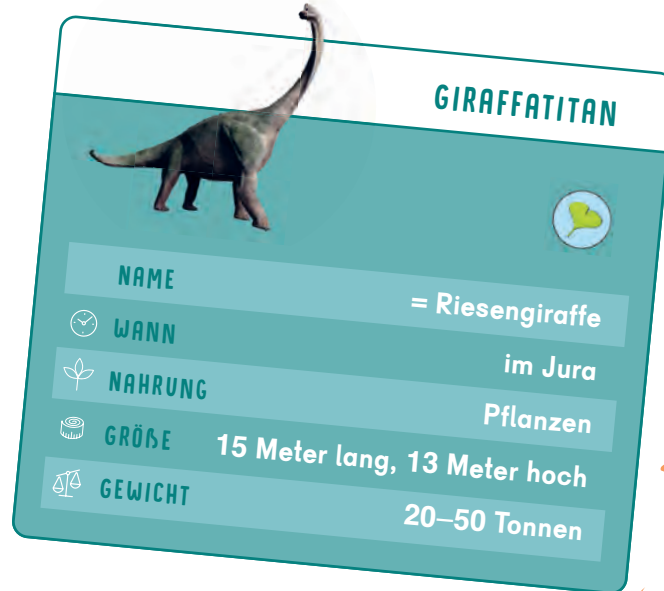 GIRAFFATITAN
NAME = Riesengiraffe
WANN im Jura
NAHRUNG Pflanzen
GRÖßE 15 Meter lang, 13 Meter hoch
GEWICHT 20–50 Tonnen